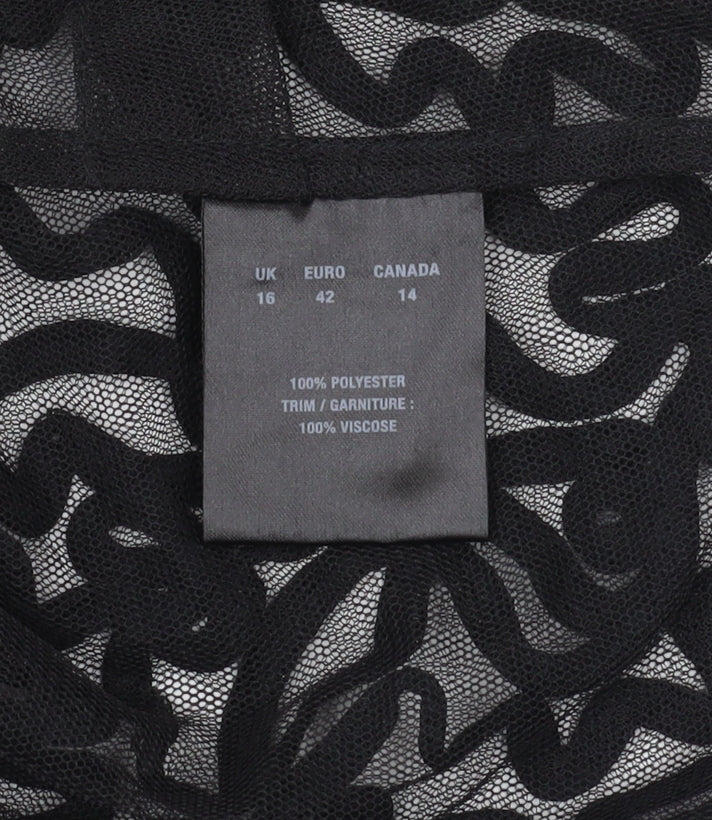 UK EURO CANADA
16 42 14
100% POLYESTER
TRIM / GARNITURE :
100% VISCOSE